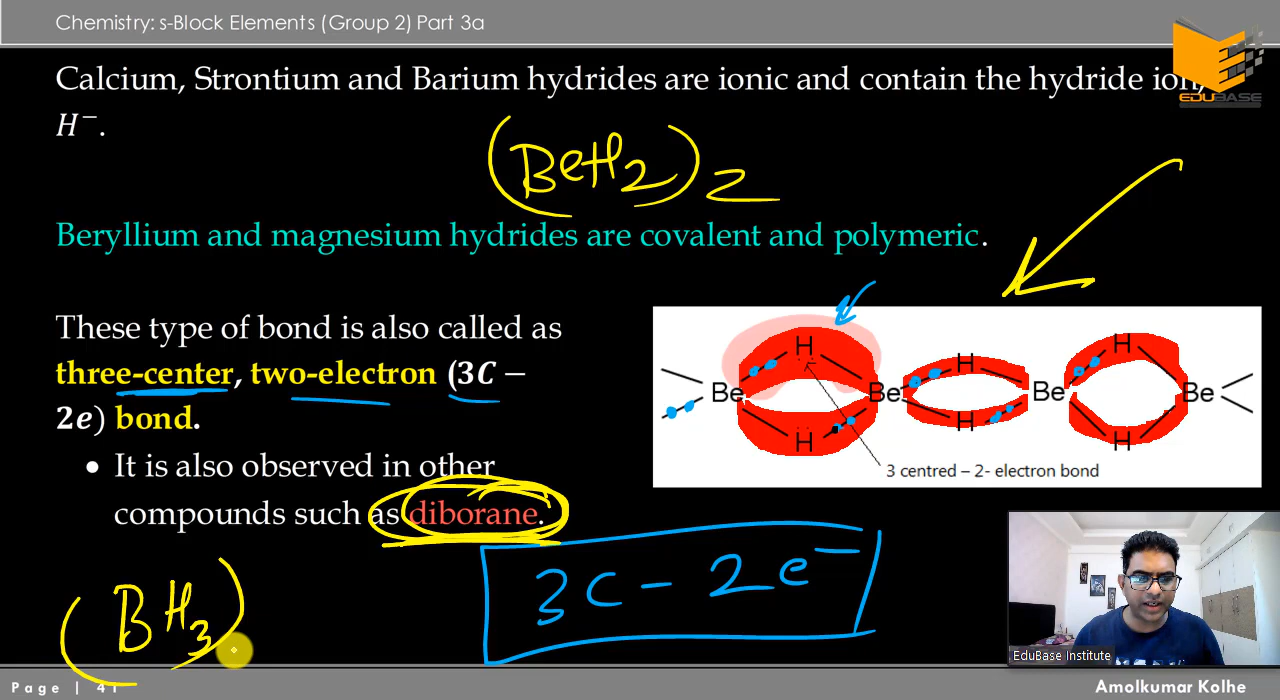 Chemistry: s-Block Elements (Group 2) Part 3a
EDUBASE
Calcium, Strontium and Barium hydrides are ionic and contain the hydride ion,
H⁻.
(BeH₂)₂
Beryllium and magnesium hydrides are covalent and polymeric.
These type of bond is also called as
three-center, two-electron (3C −
2e) bond.
• It is also observed in other
compounds such as diborane.
H H H
Be Be Be Be
H H H
3 centred – 2- electron bond
3C – 2e⁻
(BH₃)
EduBase Institute
Page | 41
Amolkumar Kolhe